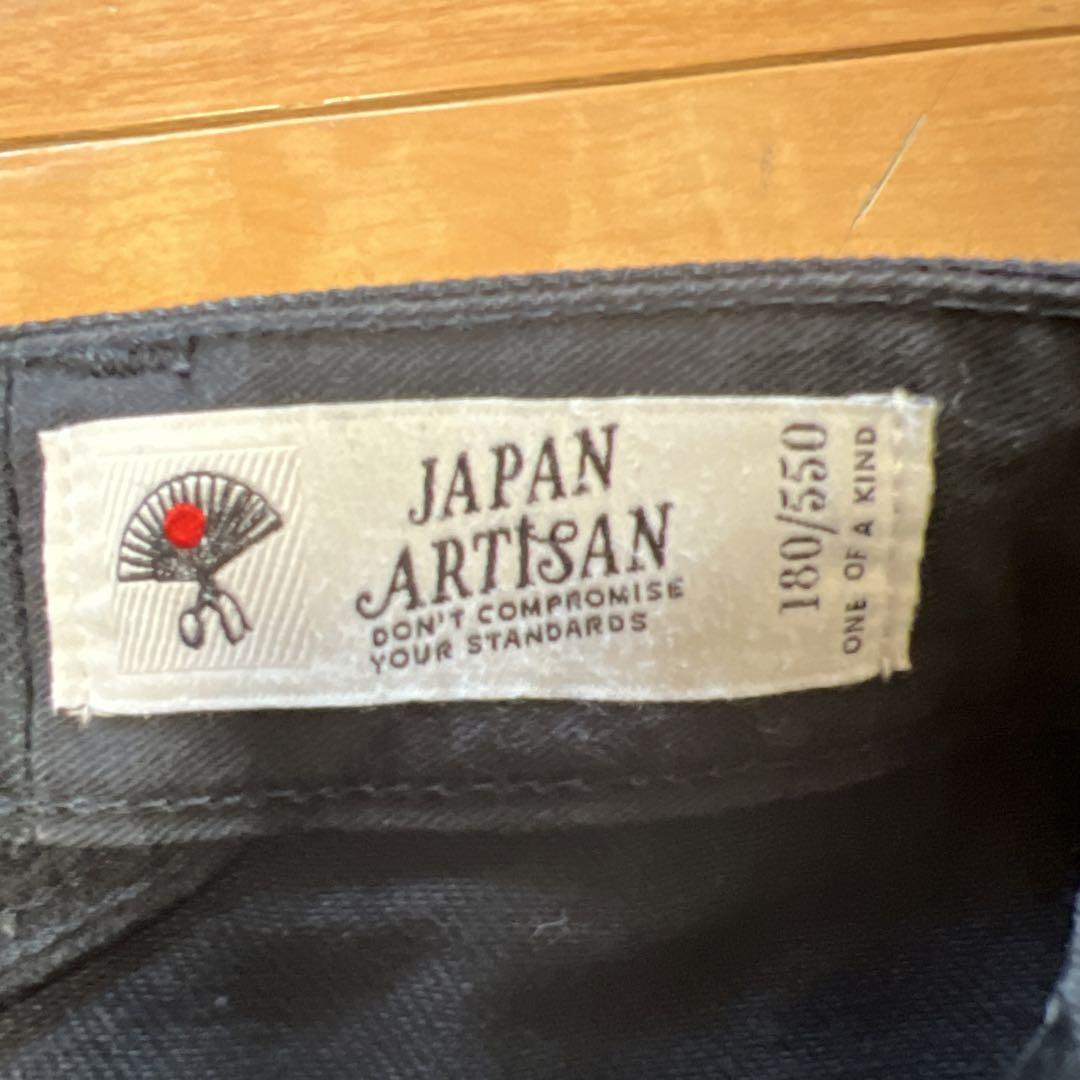 JAPAN
ARTISAN
DON'T COMPROMISE
YOUR STANDARDS
180/550
ONE OF A KIND